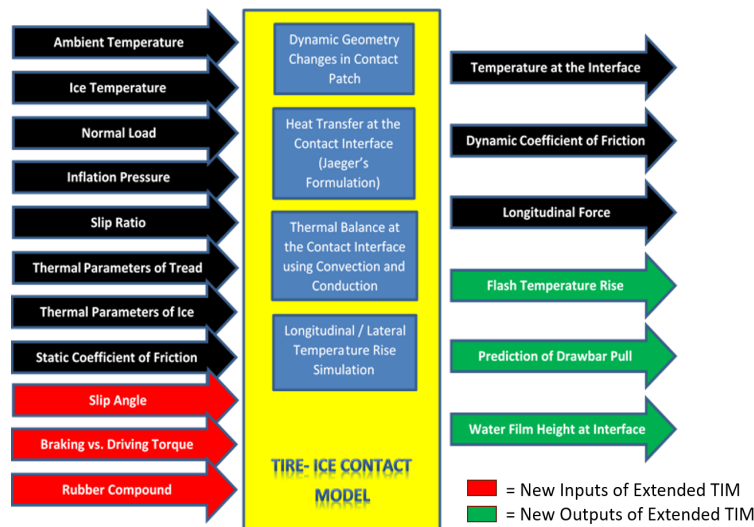 Ambient Temperature
Ice Temperature
Normal Load
Inflation Pressure
Slip Ratio
Thermal Parameters of Tread
Thermal Parameters of Ice
Static Coefficient of Friction
Slip Angle
Braking vs. Driving Torque
Rubber Compound
Dynamic Geometry
Changes in Contact
Patch
Heat Transfer at the
Contact Interface
(Jaeger's
Formulation)
Thermal Balance at
the Contact Interface
using Convection and
Conduction
Longitudinal / Lateral
Temperature Rise
Simulation
TIRE- ICE CONTACT
MODEL
Temperature at the Interface
Dynamic Coefficient of Friction
Longitudinal Force
Flash Temperature Rise
Prediction of Drawbar Pull
Water Film Height at Interface
= New Inputs of Extended TIM
= New Outputs of Extended TIM